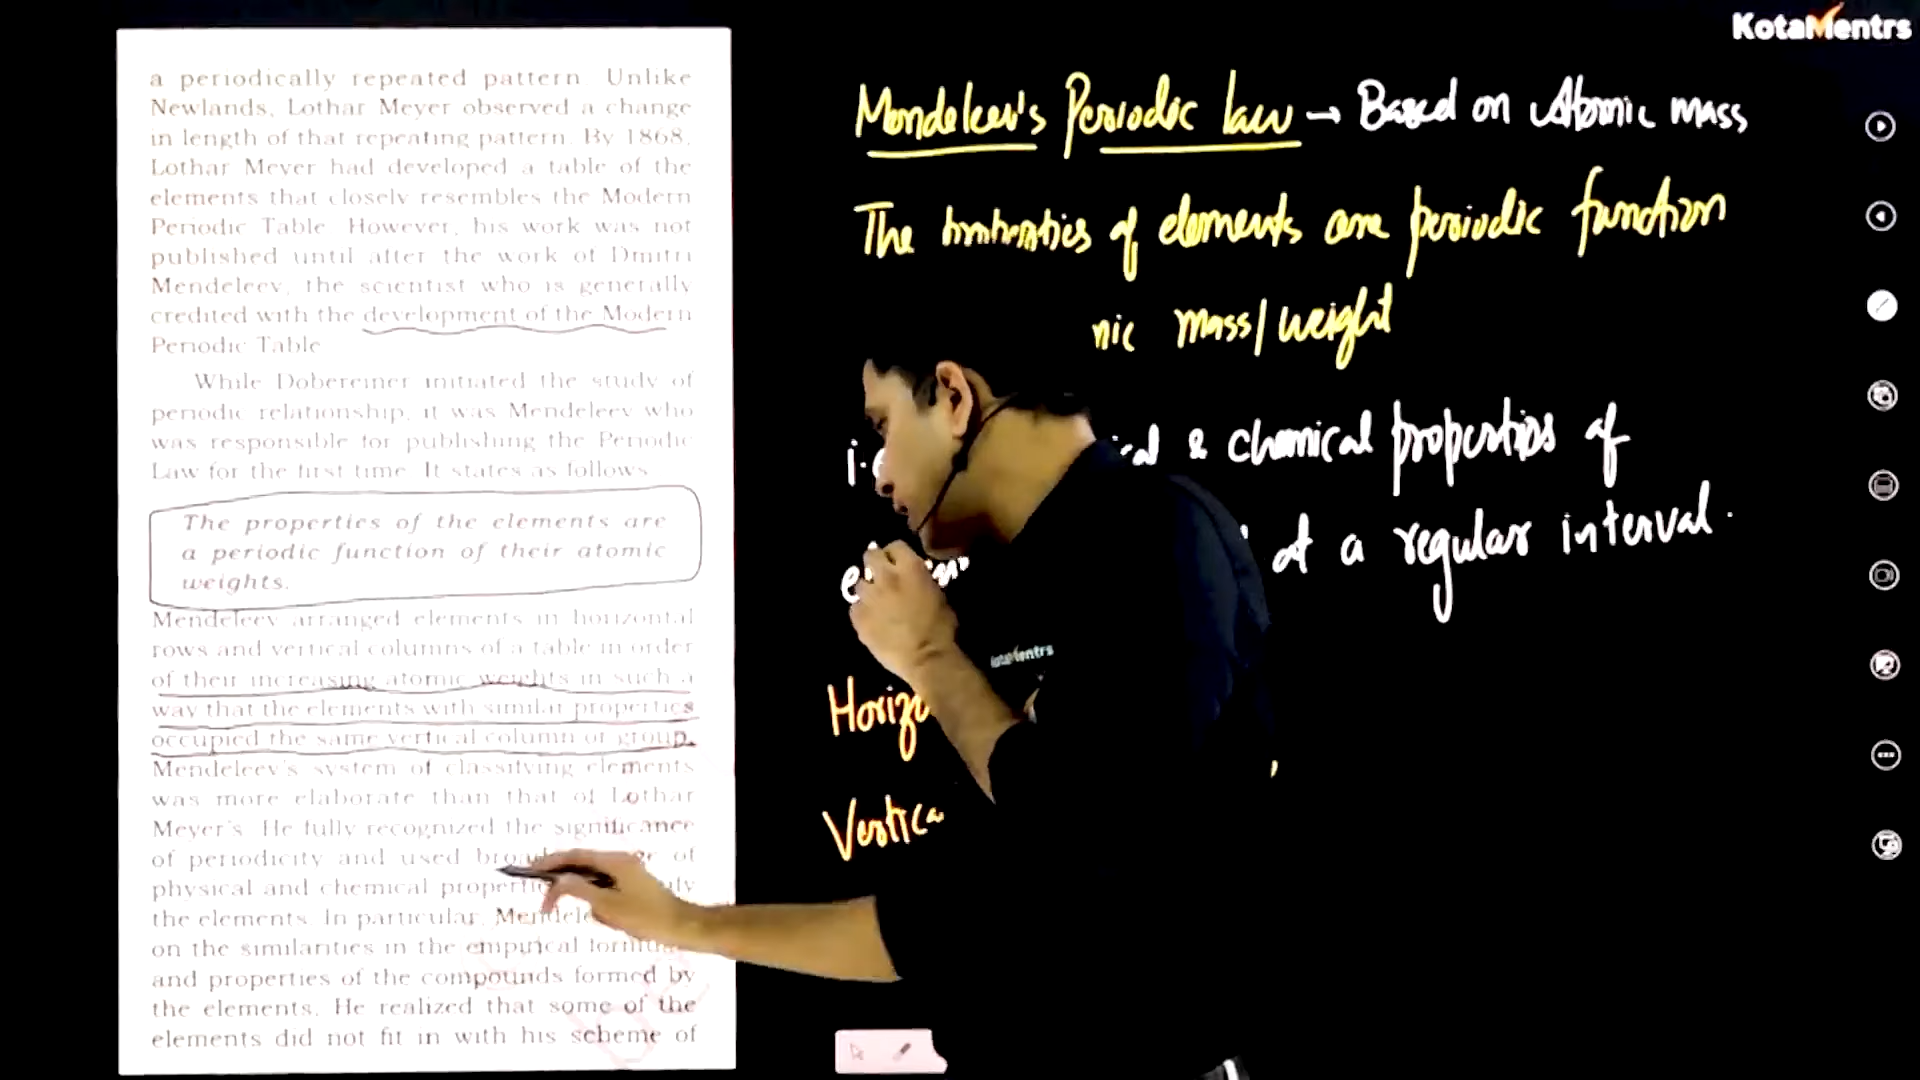 KotaMentrs
a periodically repeated pattern. Unlike
Newlands, Lothar Meyer observed a change
in length of that repeating pattern. By 1868,
Lothar Meyer had developed a table of the
elements that closely resembles the Modern
Periodic Table. However, his work was not
published until after the work of Dmitri
Mendeleev, the scientist who is generally
credited with the development of the Modern
Periodic Table.
While Dobereiner initiated the study of
periodic relationship, it was Mendeleev who
was responsible for publishing the Periodic
Law for the first time. It states as follows
The properties of the elements are
a periodic function of their atomic
weights.
Mendeleev arranged elements in horizontal
rows and vertical columns of a table in order
of their increasing atomic weights in such a
way that the elements with similar properties
occupied the same vertical column or group.
Mendeleev's system of classifying elements
was more elaborate than that of Lothar
Meyer's. He fully recognized the significance
of periodicity and used of
physical and chemical
the elements. In particular,
on the similarities in the empirical
and properties of the compounds formed by
the elements. He realized that some of the
elements did not fit in with his scheme of
Mendeleev's Periodic law → Based on Atomic mass
The properties of elements are periodic function
nic mass/weight
& chemical properties of
at a regular interval.
Horizo
Vertica
KotaMentrs